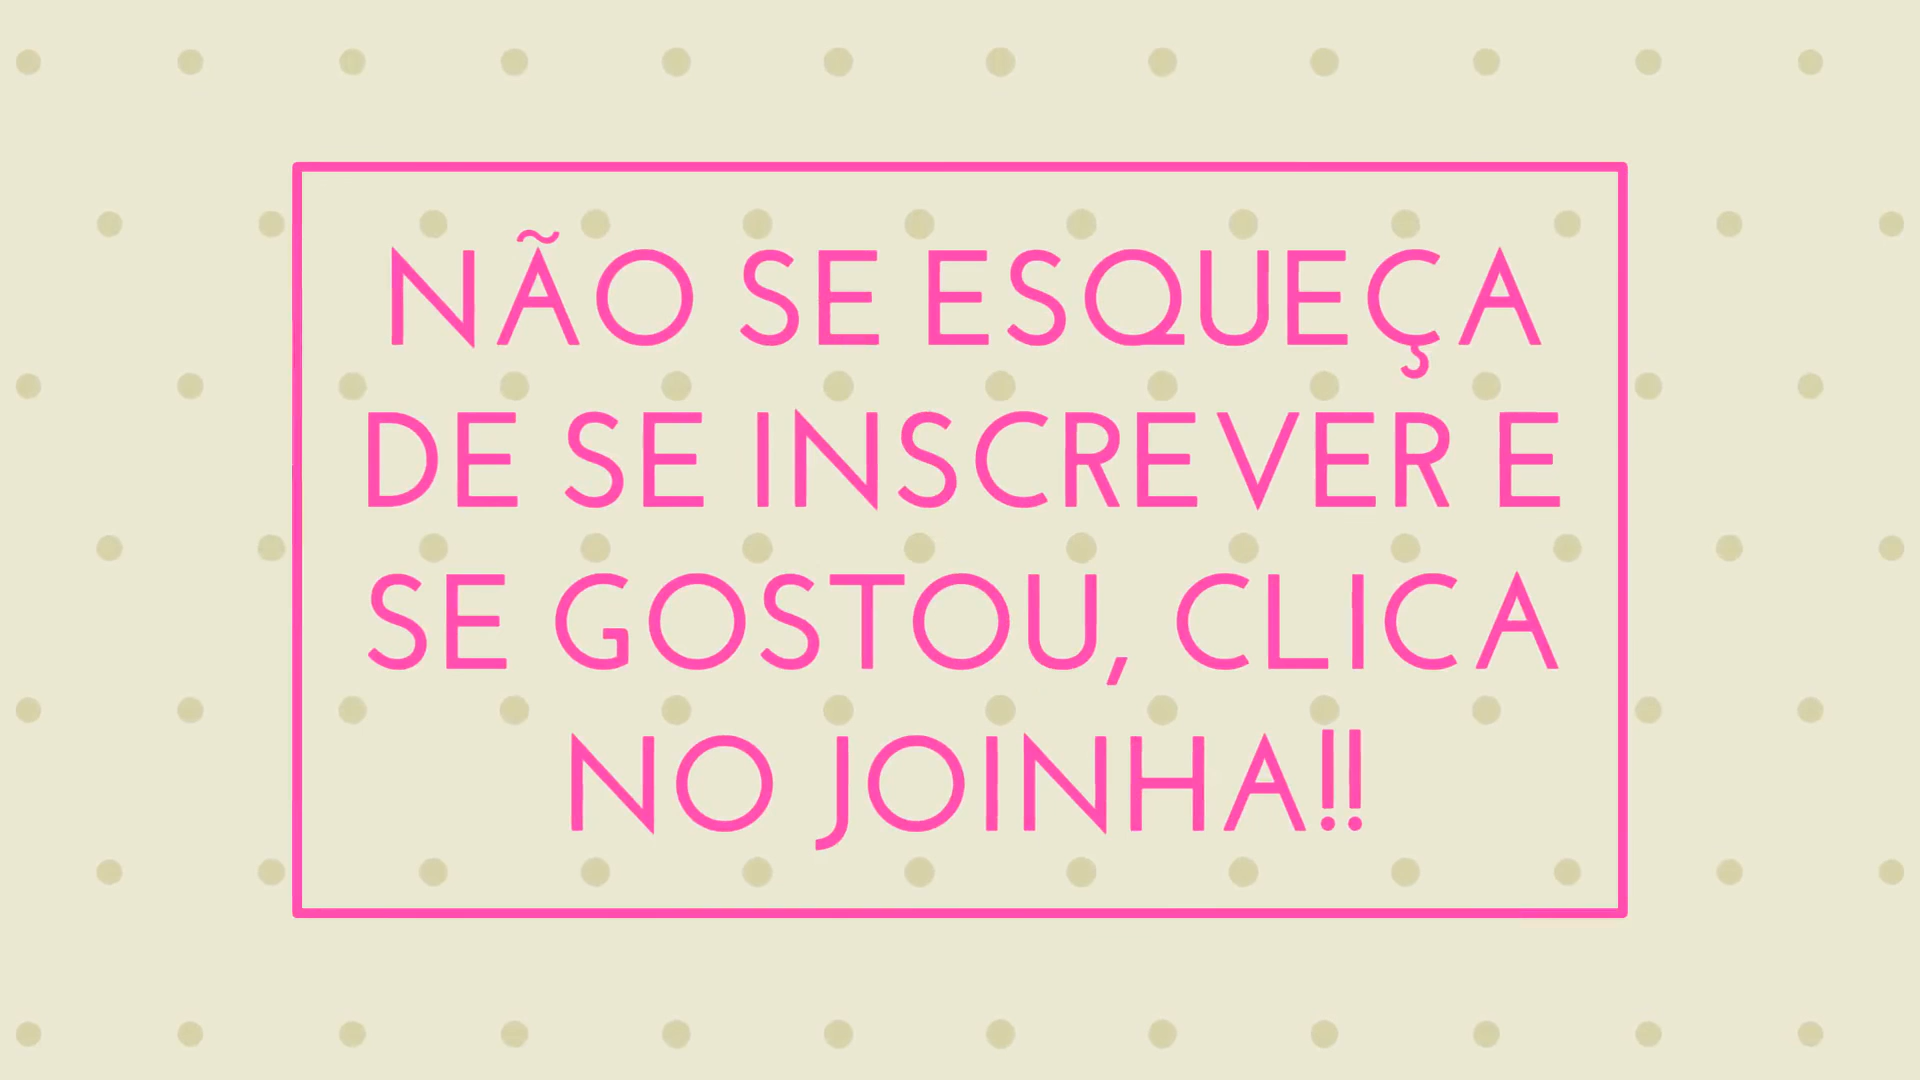 NÃO SE ESQUEÇA
DE SE INSCREVER E
SE GOSTOU, CLICA
NO JOINHA!!